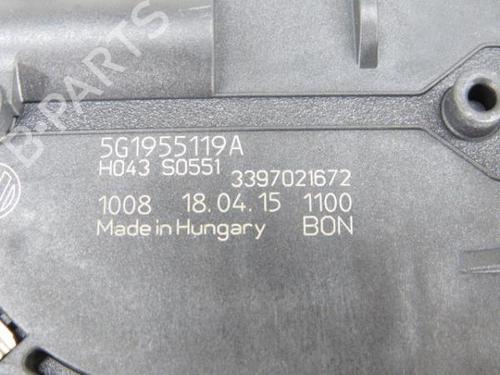 B-PARTS
5G1955119A
H043 S0551
3397021672
1008 18.04.15 1100
Made in Hungary BON